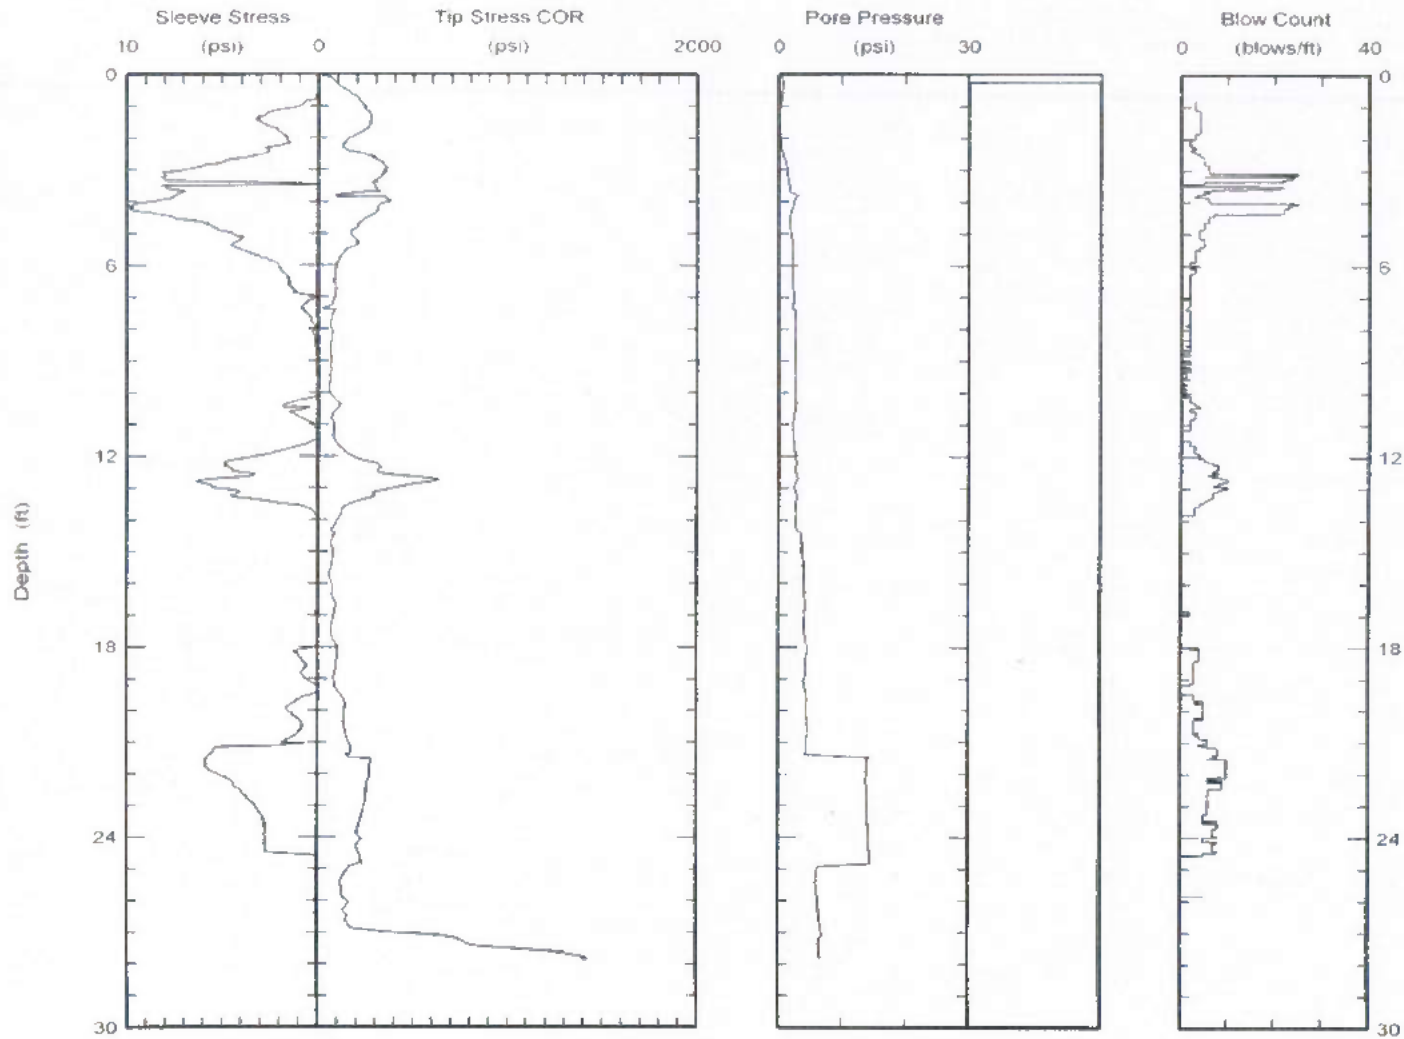 Sleeve Stress Tip Stress COR Pore Pressure Blow Count
10 (psi) 0 (psi) 2000 0 (psi) 30 0 (blows/ft) 40
0 0
6 6
12 12
Depth (ft)
18 18
24 24
30 30